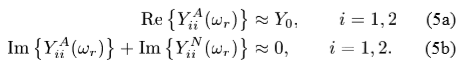 Re {Y_{ii}^{A}(ω_r)} ≈ Y_0, i = 1, 2 (5a)
Im {Y_{ii}^{A}(ω_r)} + Im {Y_{ii}^{N}(ω_r)} ≈ 0, i = 1, 2. (5b)